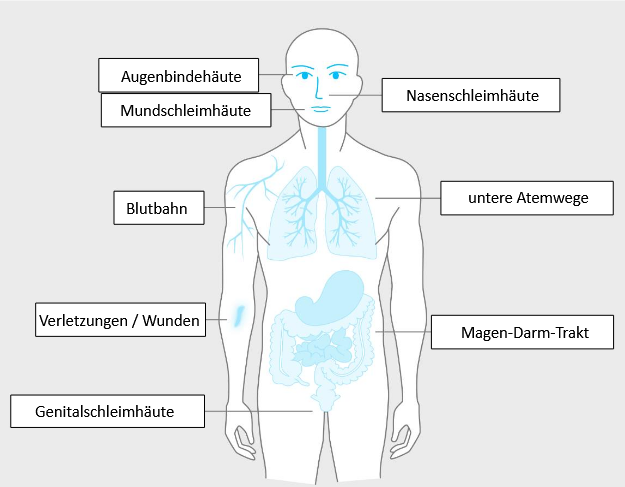 Augenbindehäute
Mundschleimhäute
Nasenschleimhäute
Blutbahn
untere Atemwege
Verletzungen / Wunden
Magen-Darm-Trakt
Genitalschleimhäute